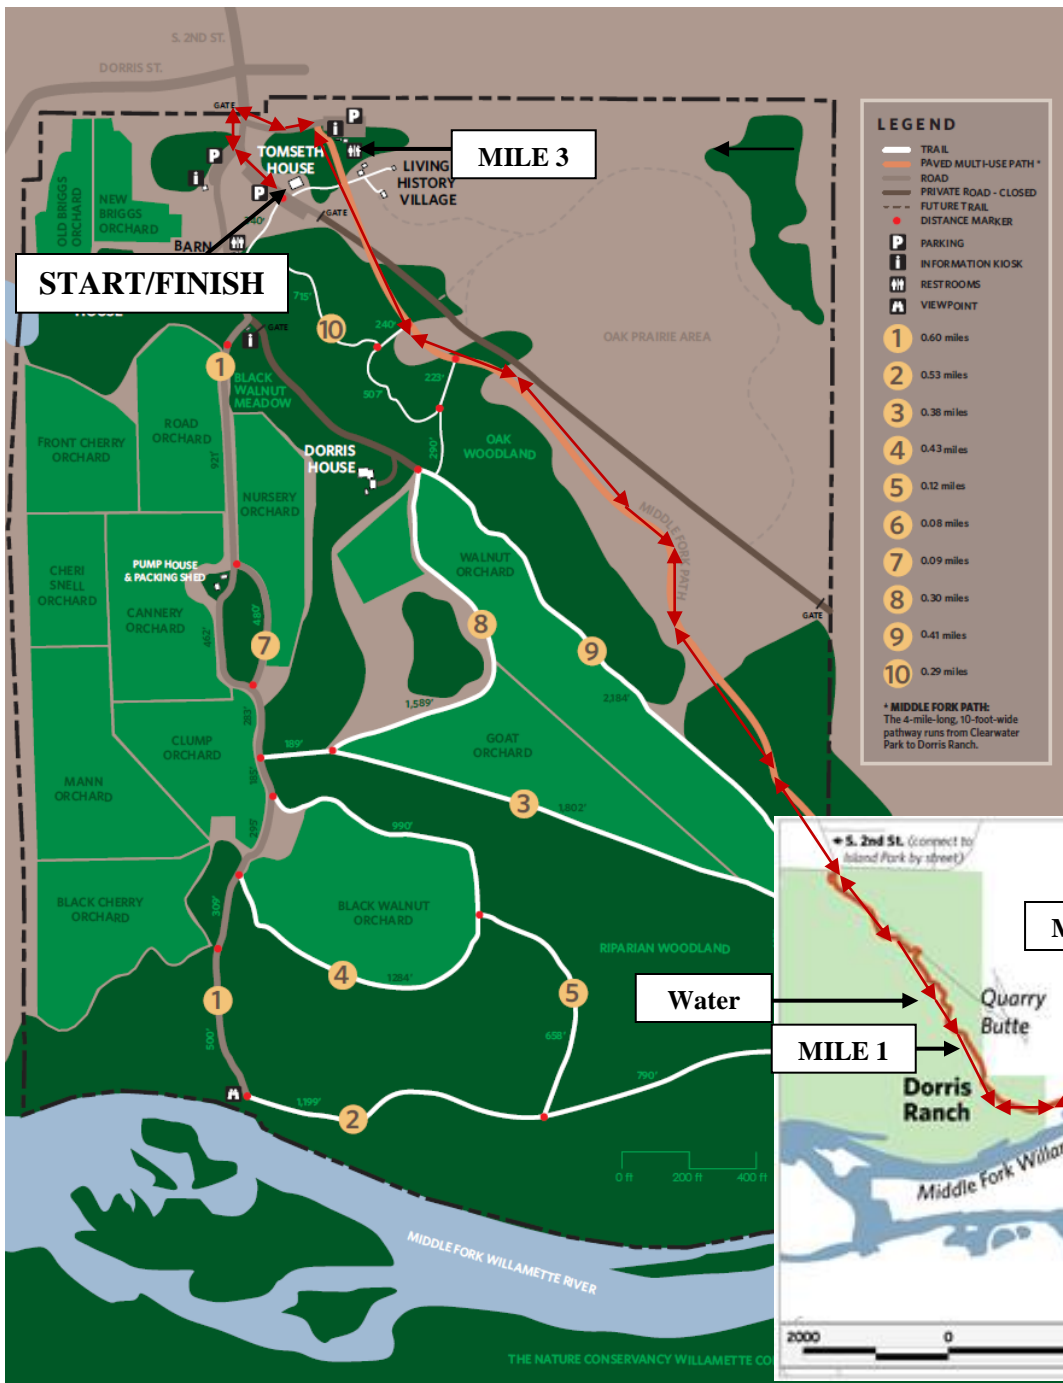 S. 2ND ST.
DORRIS ST.
GATE
TOMSETH
HOUSE
MILE 3
LIVING
HISTORY
VILLAGE
OLD BRIGGS
ORCHARD
NEW
BRIGGS
ORCHARD
GATE
BARN
START/FINISH
715'
10
240'
GATE
OAK PRAIRIE AREA
1
BLACK
WALNUT
MEADOW
223'
507'
ROAD
ORCHARD
FRONT CHERRY
ORCHARD
921'
DORRIS
HOUSE
290'
OAK
WOODLAND
NURSERY
ORCHARD
MIDDLE FORK PATH
PUMP HOUSE
& PACKING SHED
WALNUT
ORCHARD
CHERI
SNELL
ORCHARD
CANNERY
ORCHARD
480'
462'
7
8
9
GATE
283'
1,589'
2,184'
CLUMP
ORCHARD
189'
GOAT
ORCHARD
185'
MANN
ORCHARD
3
1,802'
295'
990'
BLACK CHERRY
ORCHARD
309'
BLACK WALNUT
ORCHARD
RIPARIAN WOODLAND
4
1284'
5
1
500'
658'
790'
1,199'
2
0 ft
200 ft
400 ft
MIDDLE FORK WILLAMETTE RIVER
THE NATURE CONSERVANCY WILLAMETTE CO
LEGEND
TRAIL
PAVED MULTI-USE PATH *
ROAD
PRIVATE ROAD - CLOSED
FUTURE TRAIL
DISTANCE MARKER
P PARKING
i INFORMATION KIOSK
RESTROOMS
VIEWPOINT
1 0.60 miles
2 0.53 miles
3 0.38 miles
4 0.43 miles
5 0.12 miles
6 0.08 miles
7 0.09 miles
8 0.30 miles
9 0.41 miles
10 0.29 miles
* MIDDLE FORK PATH:
The 4-mile-long, 10-foot-wide
pathway runs from Clearwater
Park to Dorris Ranch.
S. 2nd St. (connect to
Island Park by street)
M
Water
Quarry
Butte
MILE 1
Dorris
Ranch
Middle Fork Willa
2000
0